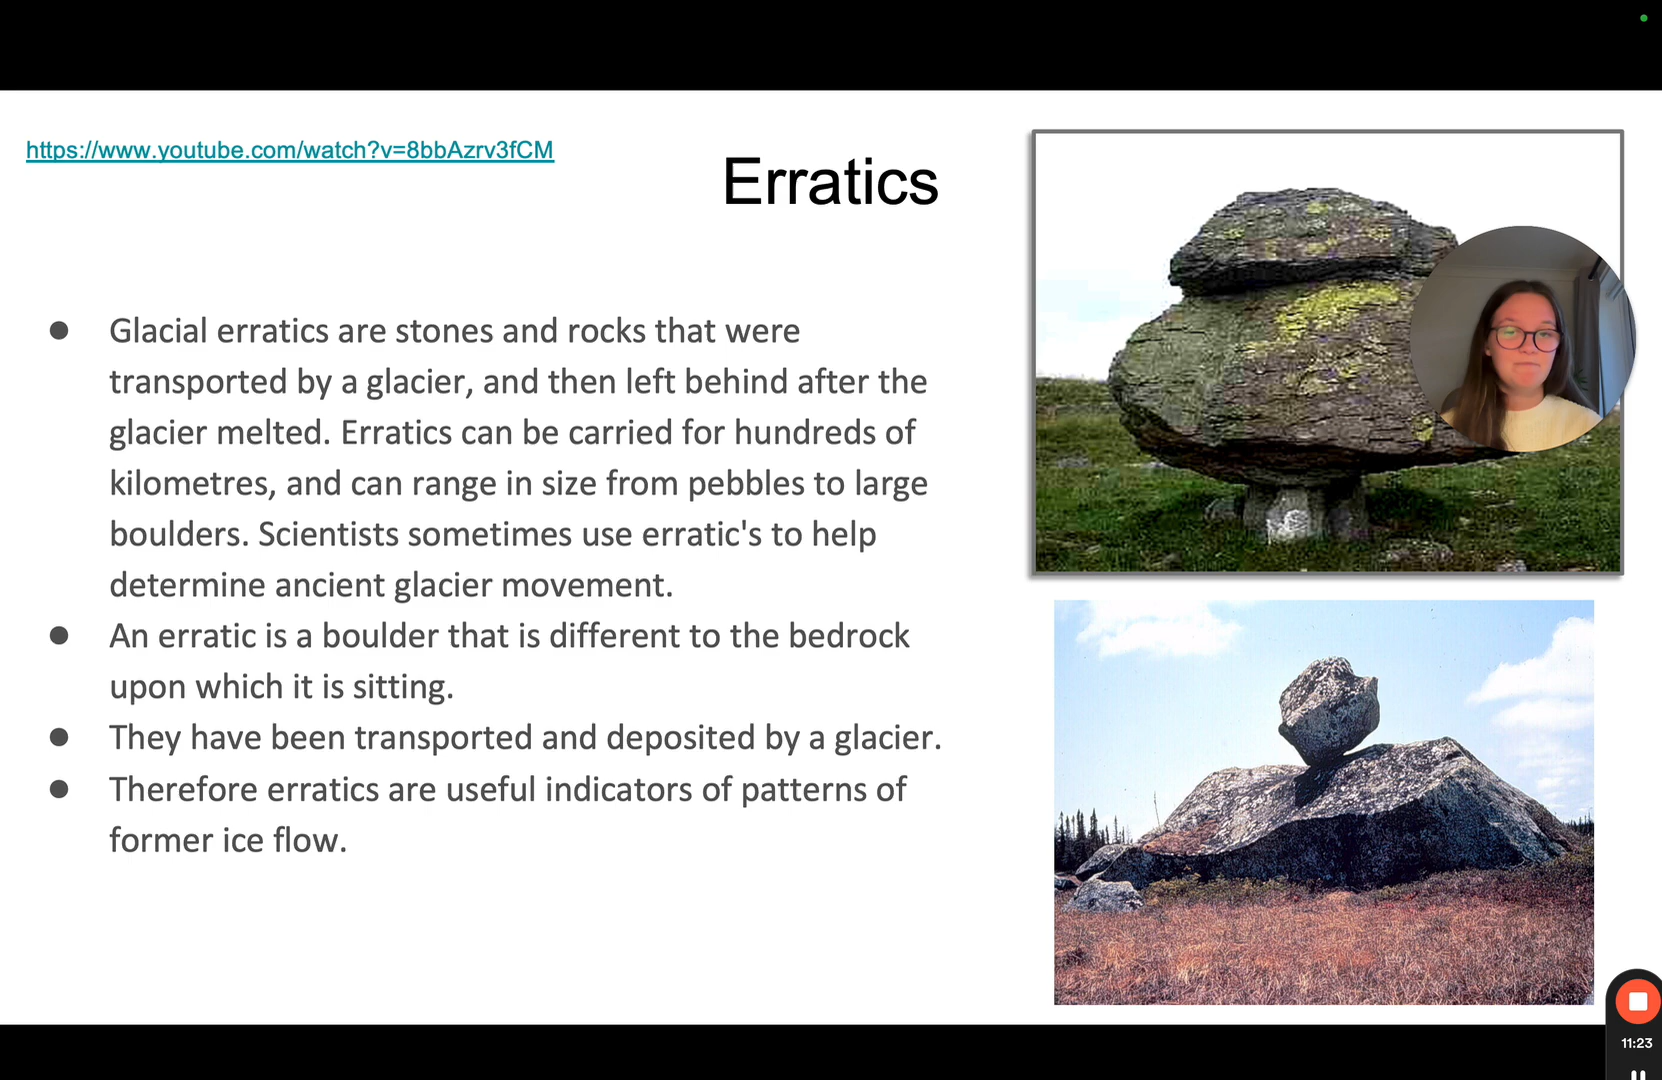 https://www.youtube.com/watch?v=8bbAzrv3fCM
Erratics
● Glacial erratics are stones and rocks that were
transported by a glacier, and then left behind after the
glacier melted. Erratics can be carried for hundreds of
kilometres, and can range in size from pebbles to large
boulders. Scientists sometimes use erratic's to help
determine ancient glacier movement.
● An erratic is a boulder that is different to the bedrock
upon which it is sitting.
● They have been transported and deposited by a glacier.
● Therefore erratics are useful indicators of patterns of
former ice flow.
11:23